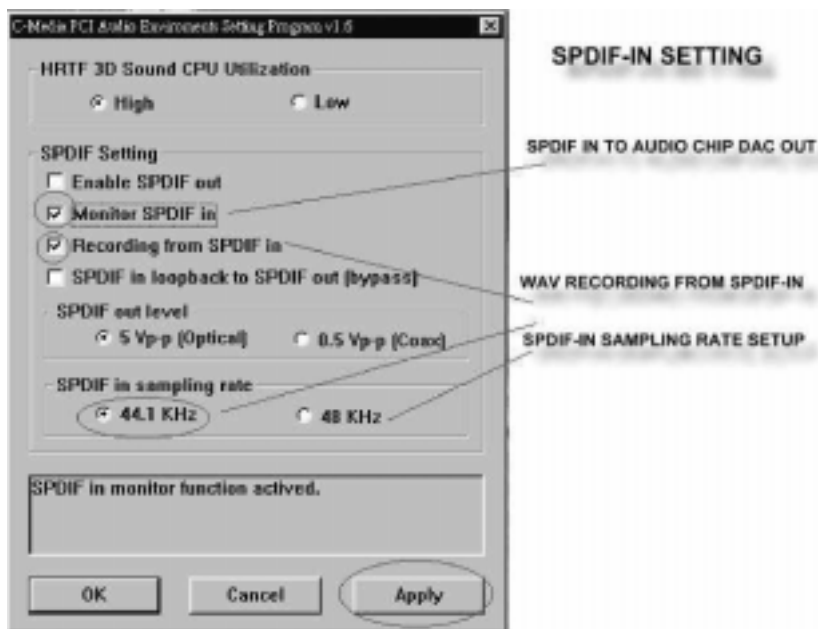 C-Media PCI Audio Enviroments Setting Program v1.6
HRTF 3D Sound CPU Utilization
High
Low
SPDIF Setting
Enable SPDIF out
Monitor SPDIF in
Recording from SPDIF in
SPDIF in loopback to SPDIF out (bypass)
SPDIF out level
5 Vp-p (Optical)
0.5 Vp-p (Coax)
SPDIF in sampling rate
44.1 KHz
48 KHz
SPDIF in monitor function actived.
OK
Cancel
Apply
SPDIF-IN SETTING
SPDIF IN TO AUDIO CHIP DAC OUT
WAV RECORDING FROM SPDIF-IN
SPDIF-IN SAMPLING RATE SETUP